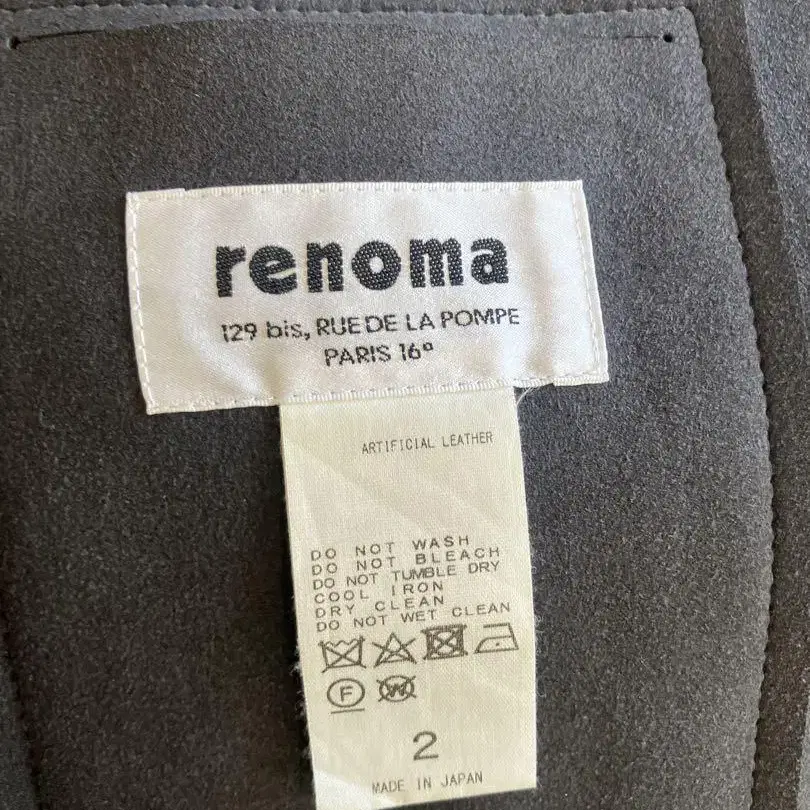 renoma
129 bis, RUE DE LA POMPE
PARIS 16°
ARTIFICIAL LEATHER
DO NOT WASH
DO NOT BLEACH
DO NOT TUMBLE DRY
COOL IRON
DRY CLEAN
DO NOT WET CLEAN
F W
2
MADE IN JAPAN